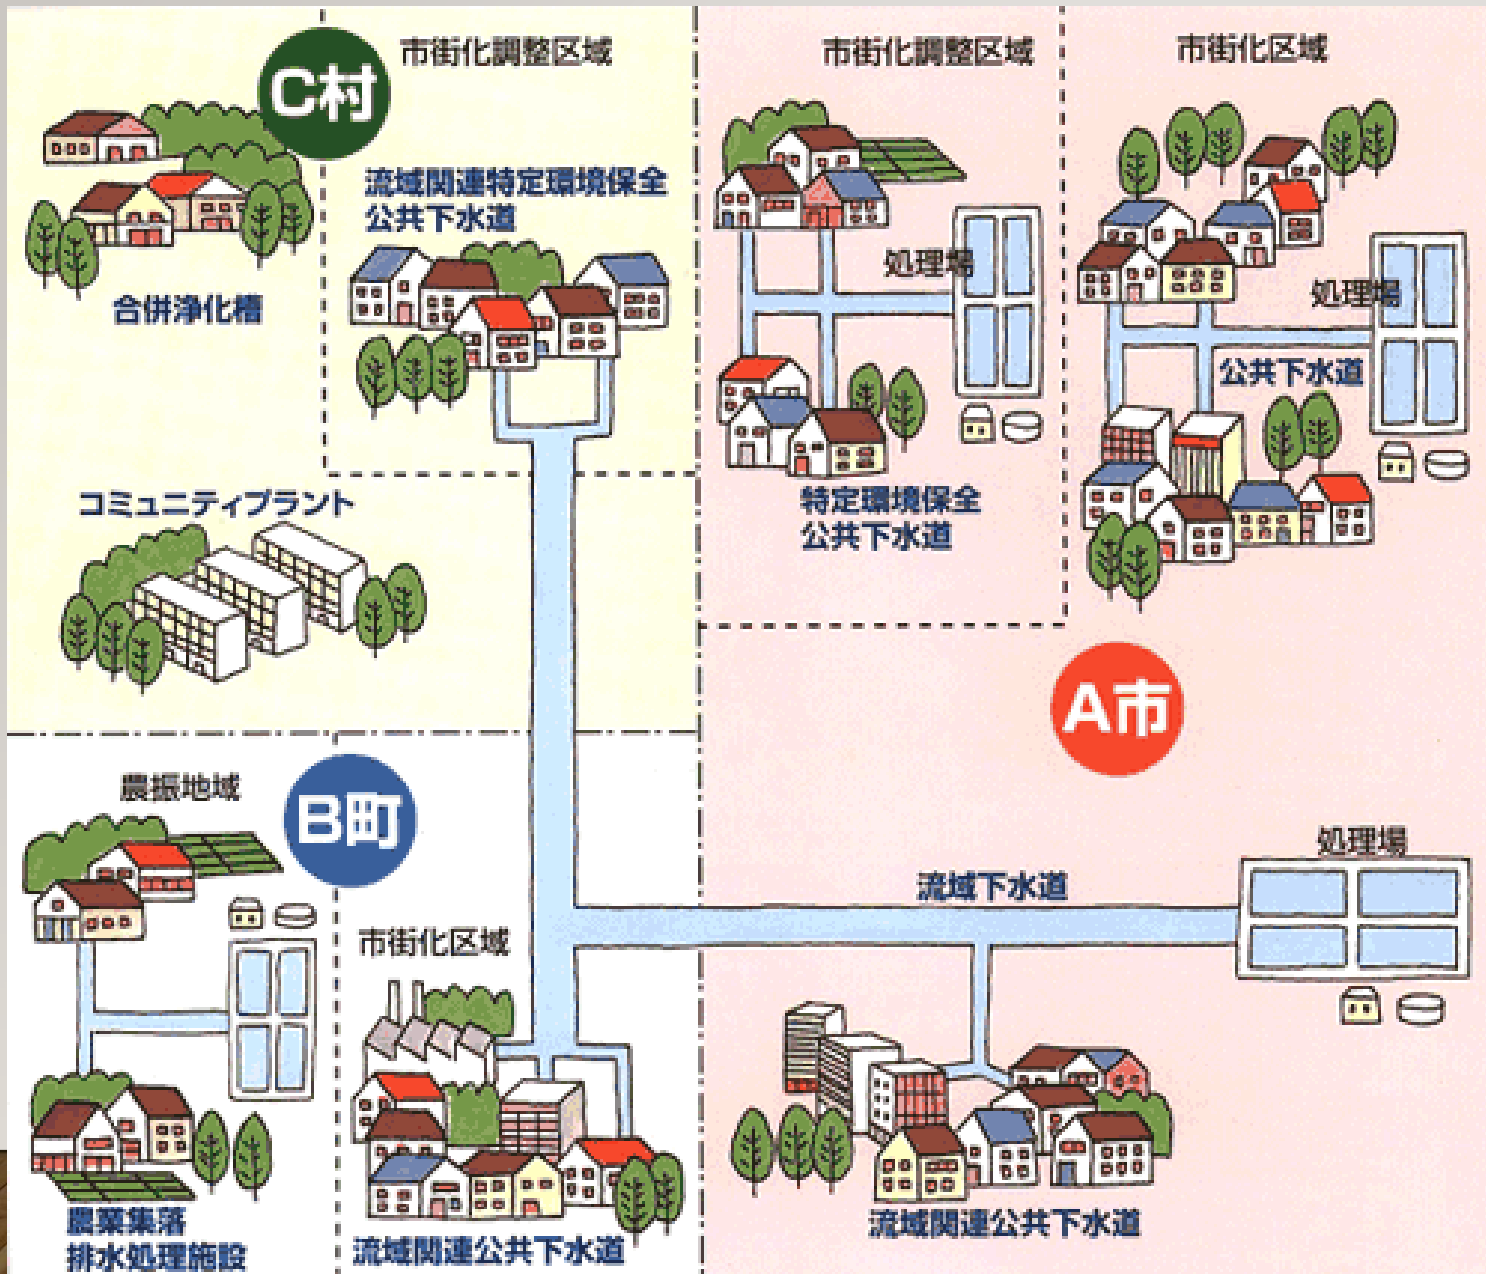 C村
市街化調整区域
流域関連特定環境保全
公共下水道
合併浄化槽
コミュニティプラント
市街化調整区域
処理場
特定環境保全
公共下水道
市街化区域
処理場
公共下水道
A市
B町
農振地域
農業集落
排水処理施設
市街化区域
流域関連公共下水道
流域下水道
処理場
流域関連公共下水道